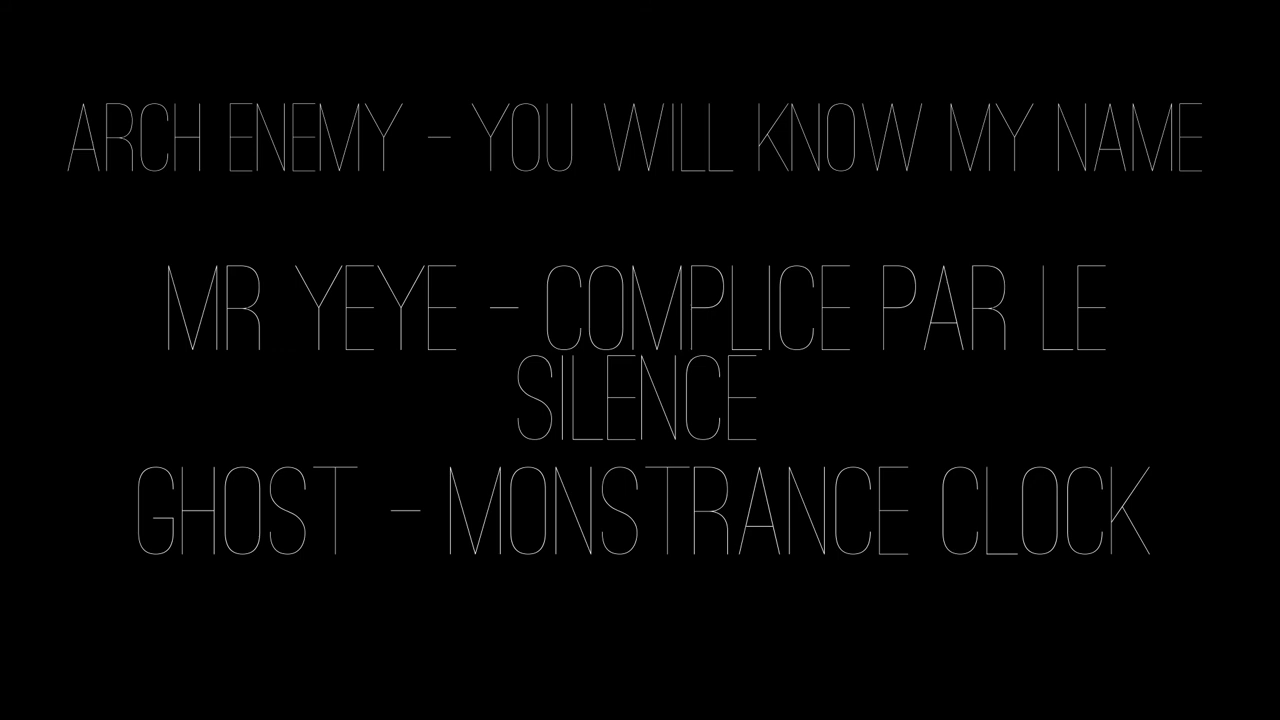 ARCH ENEMY - YOU WILL KNOW MY NAME
MR YEYE - COMPLICE PAR LE
SILENCE
GHOST - MONSTRANCE CLOCK